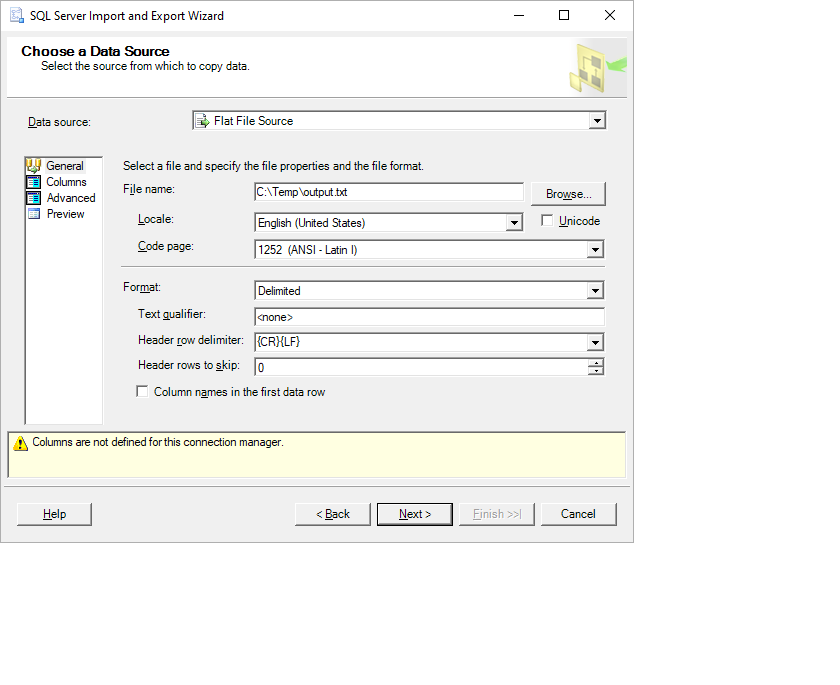 SQL Server Import and Export Wizard
Choose a Data Source
Select the source from which to copy data.
Data source: Flat File Source
General
Columns
Advanced
Preview
Select a file and specify the file properties and the file format.
File name: C:\Temp\output.txt Browse...
Locale: English (United States) Unicode
Code page: 1252 (ANSI - Latin I)
Format: Delimited
Text qualifier: <none>
Header row delimiter: {CR}{LF}
Header rows to skip: 0
Column names in the first data row
Columns are not defined for this connection manager.
Help < Back Next > Finish >>| Cancel